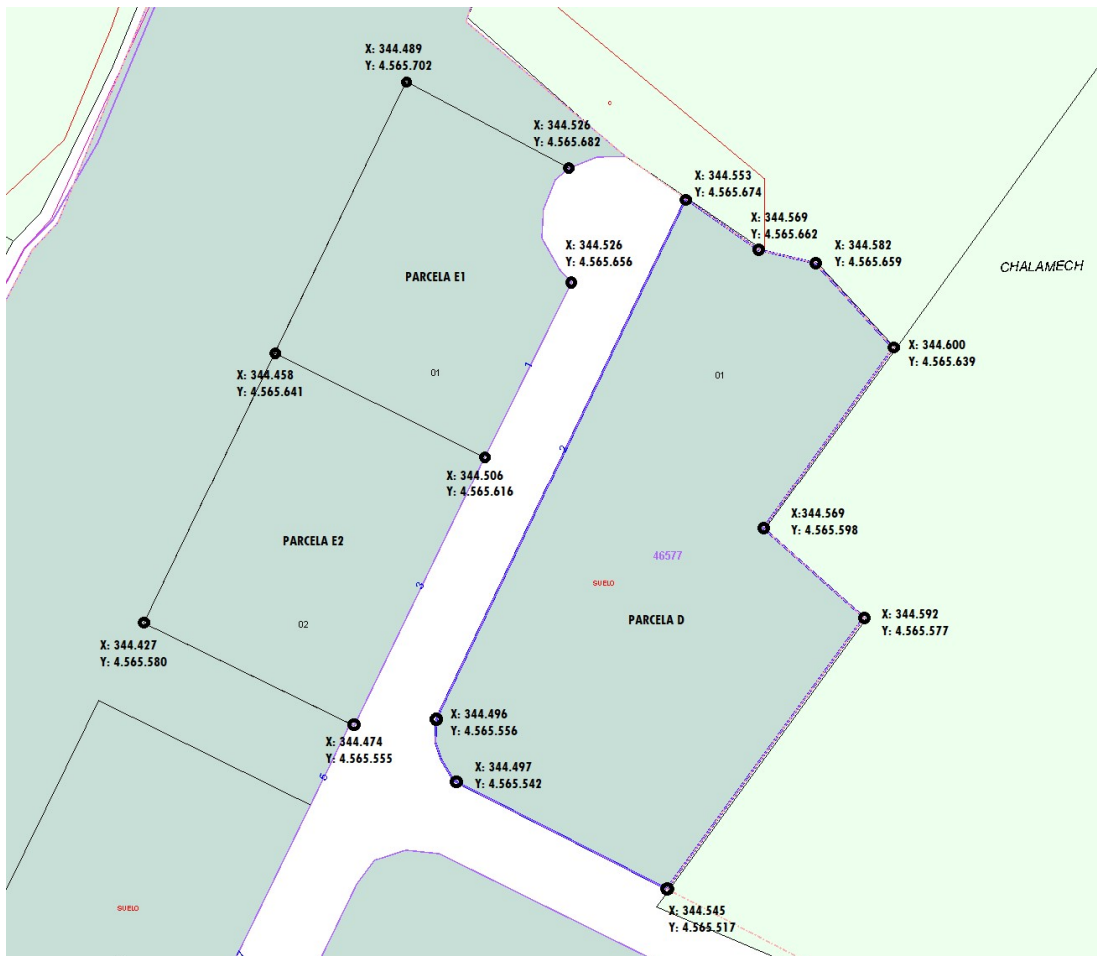 X: 344.489
Y: 4.565.702
X: 344.526
Y: 4.565.682
X: 344.553
Y: 4.565.674
X: 344.569
Y: 4.565.662
X: 344.582
Y: 4.565.659
CHALAMECH
X: 344.526
Y: 4.565.656
PARCELA E1
X: 344.600
Y: 4.565.639
X: 344.458
Y: 4.565.641
01
1
01
2
X: 344.506
Y: 4.565.616
X:344.569
Y: 4.565.598
PARCELA E2
46577
SUELO
3
PARCELA D
02
X: 344.592
Y: 4.565.577
X: 344.427
Y: 4.565.580
X: 344.496
Y: 4.565.556
X: 344.474
Y: 4.565.555
5
X: 344.497
Y: 4.565.542
SUELO
X: 344.545
Y: 4.565.517
7